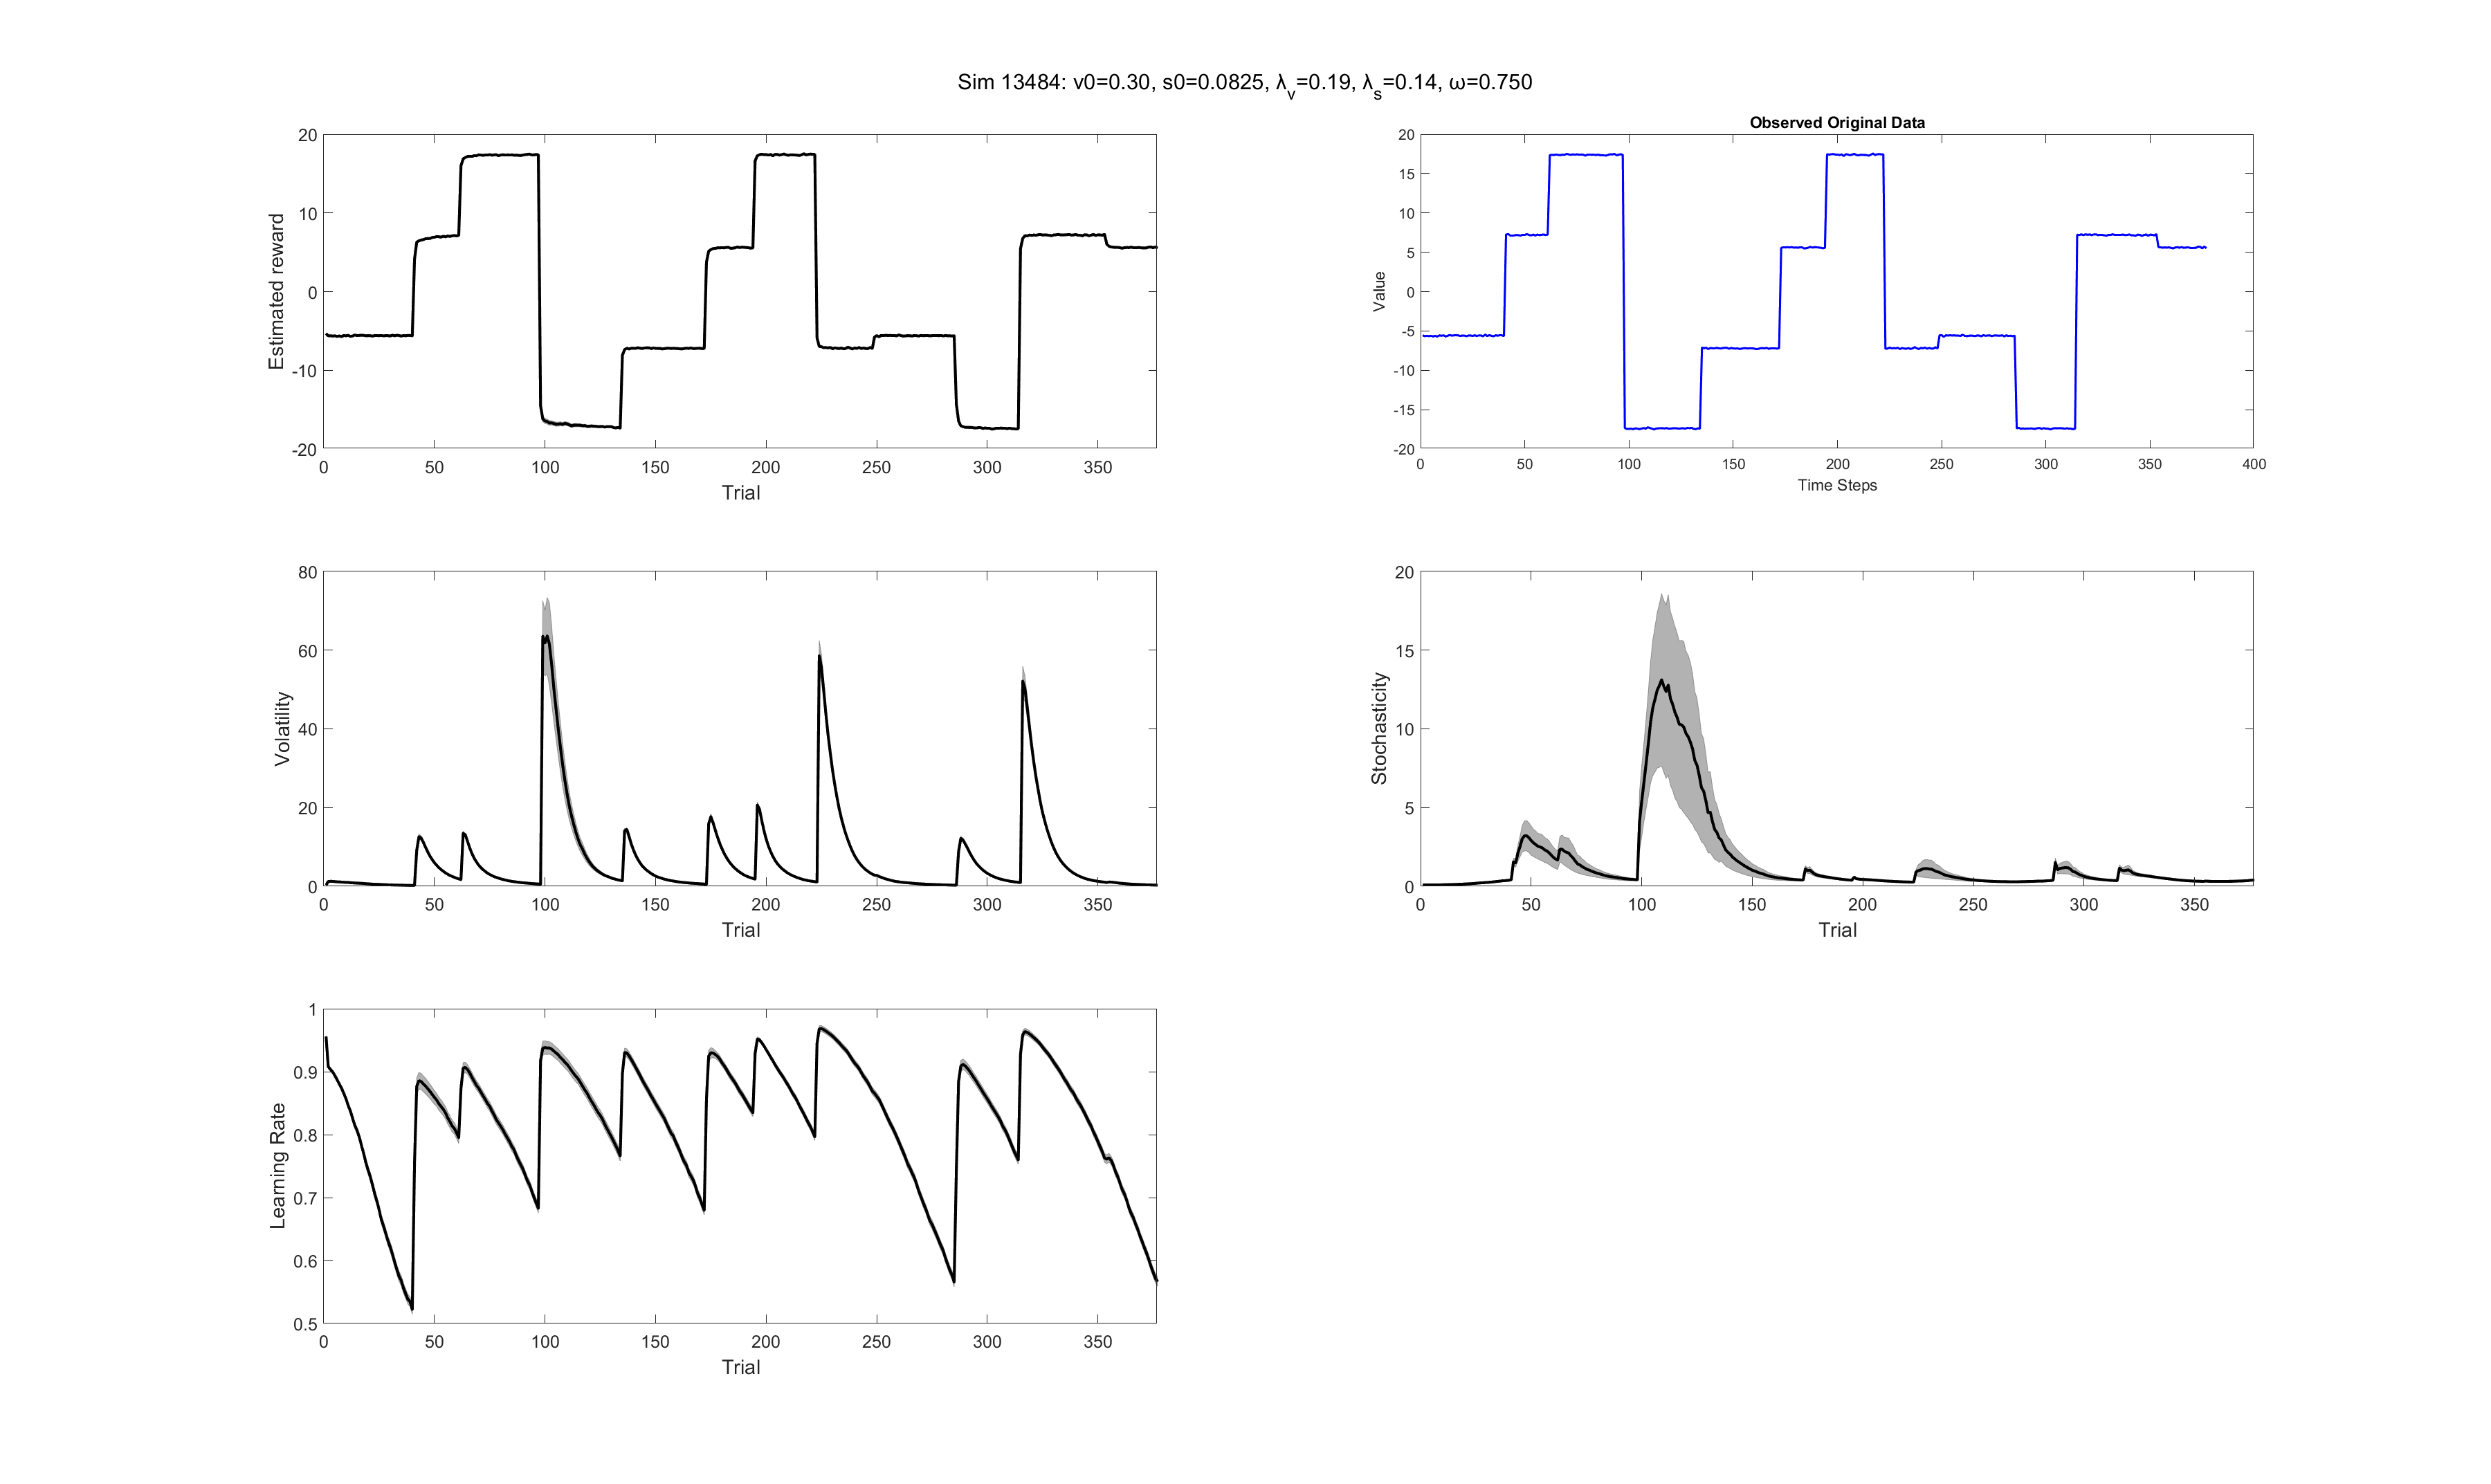 Sim 13484: v0=0.30, s0=0.0825, λv=0.19, λs=0.14, ω=0.750
Estimated reward
20
10
0
-10
-20
0 50 100 150 200 250 300 350
Trial
Observed Original Data
Value
20
15
10
5
0
-5
-10
-15
-20
0 50 100 150 200 250 300 350 400
Time Steps
Volatility
80
60
40
20
0
0 50 100 150 200 250 300 350
Trial
Stochasticity
20
15
10
5
0
0 50 100 150 200 250 300 350
Trial
Learning Rate
1
0.9
0.8
0.7
0.6
0.5
0 50 100 150 200 250 300 350
Trial